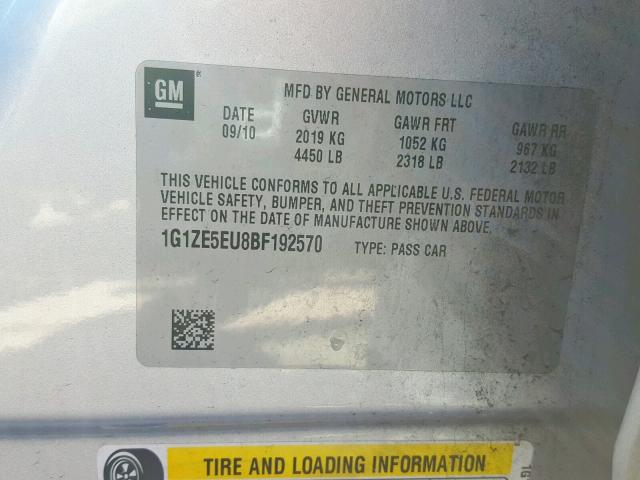 GM
MFD BY GENERAL MOTORS LLC
DATE GVWR GAWR FRT GAWR RR
09/10 2019 KG 1052 KG 967 KG
4450 LB 2318 LB 2132 LB
THIS VEHICLE CONFORMS TO ALL APPLICABLE U.S. FEDERAL MOTOR
VEHICLE SAFETY, BUMPER, AND THEFT PREVENTION STANDARDS IN
EFFECT ON THE DATE OF MANUFACTURE SHOWN ABOVE.
1G1ZE5EU8BF192570 TYPE: PASS CAR
TIRE AND LOADING INFORMATION
1G